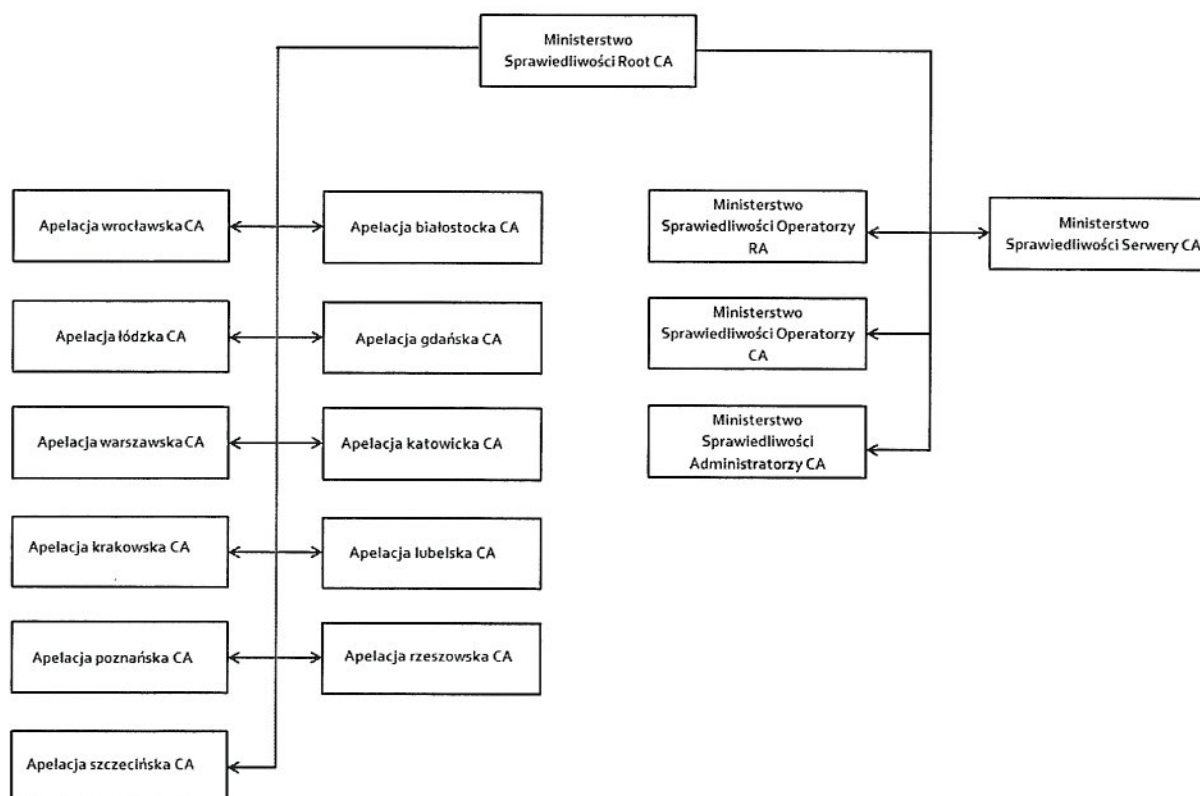 Ministerstwo
Sprawiedliwości Root CA
Apelacja wrocławska CA
Apelacja białostocka CA
Ministerstwo
Sprawiedliwości Operatorzy
RA
Ministerstwo
Sprawiedliwości Serwery CA
Apelacja łódzka CA
Apelacja gdańska CA
Ministerstwo
Sprawiedliwości Operatorzy
CA
Apelacja warszawska CA
Apelacja katowicka CA
Ministerstwo
Sprawiedliwości
Administratorzy CA
Apelacja krakowska CA
Apelacja lubelska CA
Apelacja poznańska CA
Apelacja rzeszowska CA
Apelacja szczecińska CA